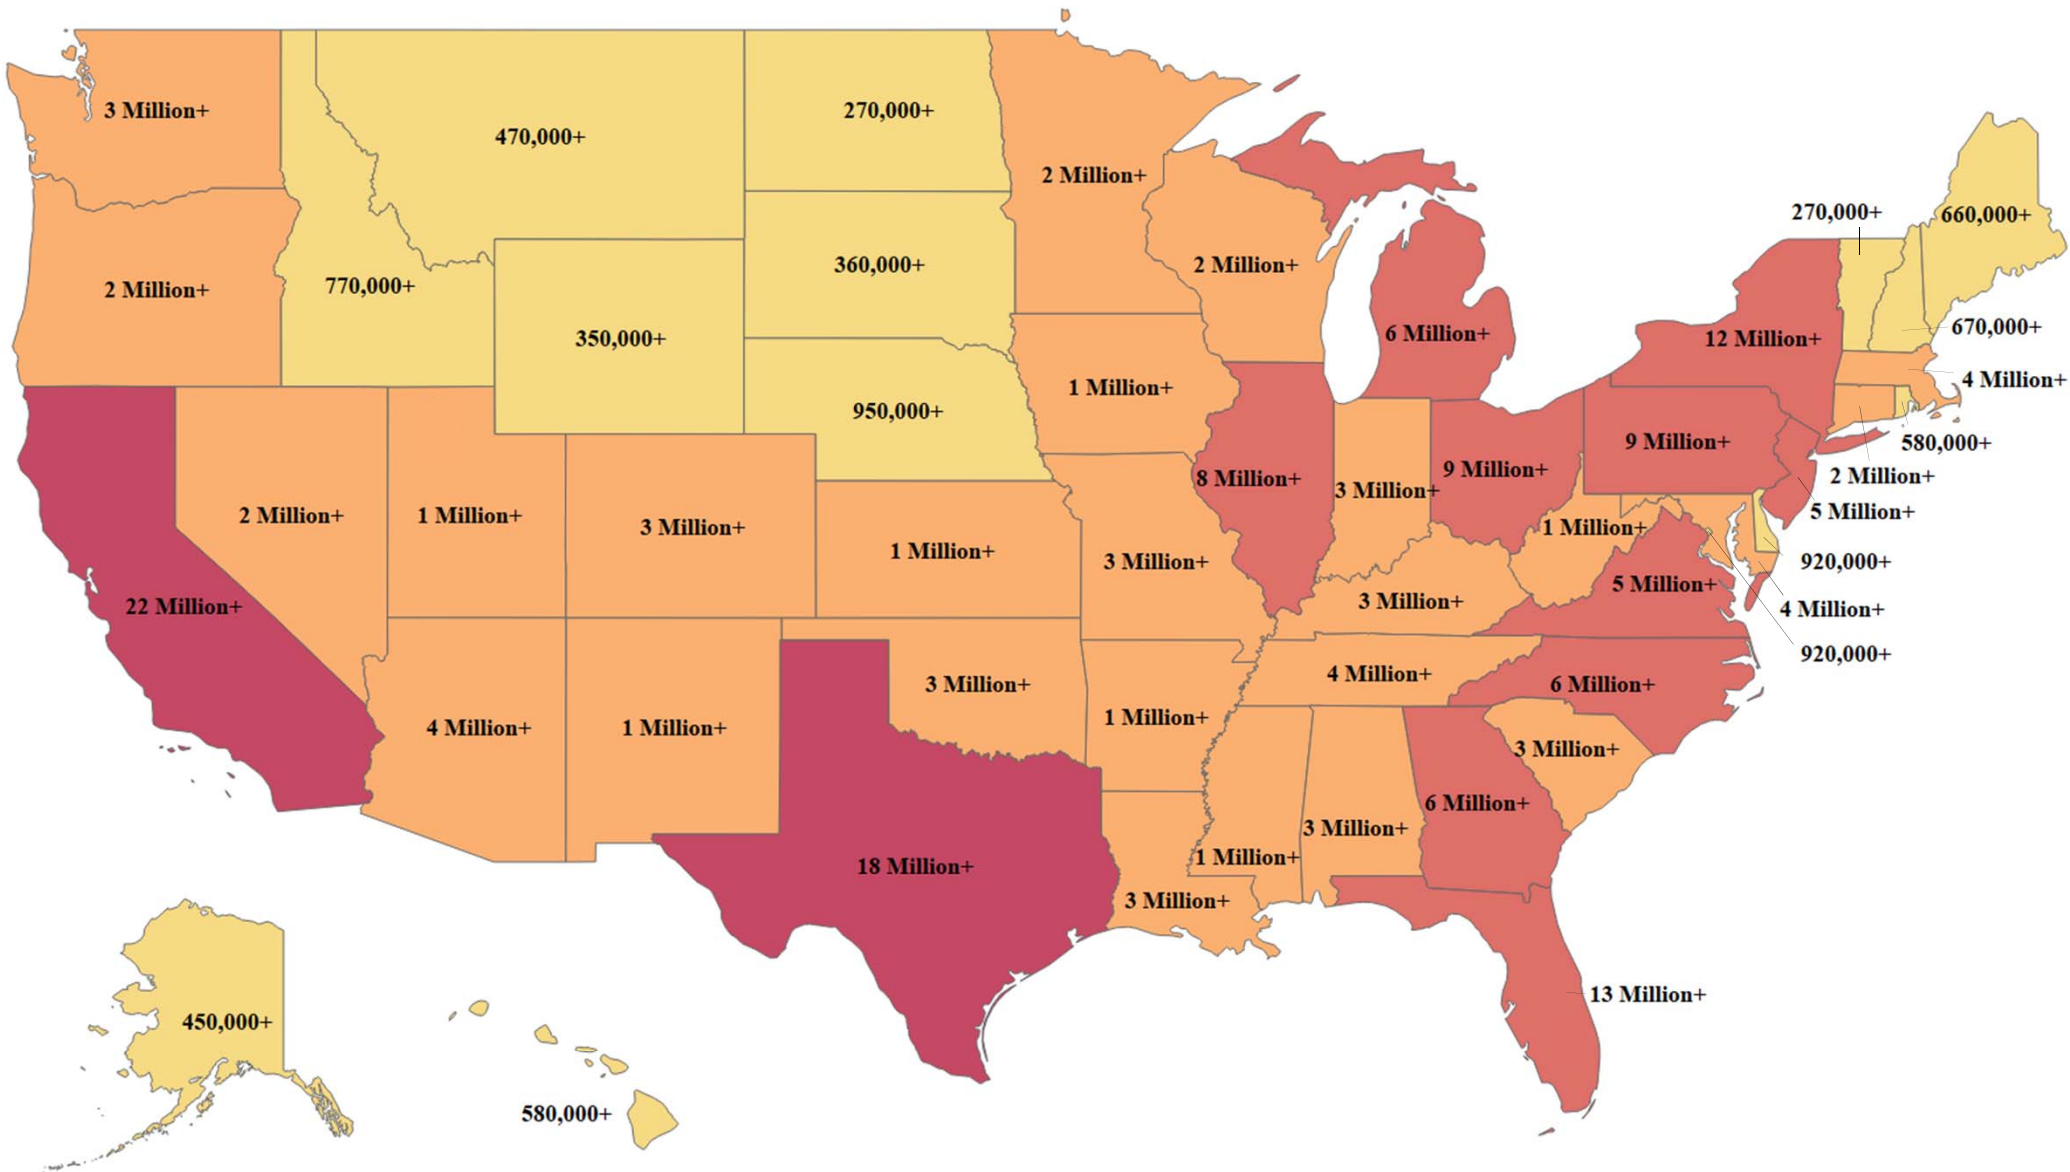 3 Million+
470,000+
270,000+
2 Million+
270,000+
660,000+
2 Million+
770,000+
360,000+
2 Million+
350,000+
6 Million+
12 Million+
670,000+
4 Million+
1 Million+
950,000+
9 Million+
580,000+
8 Million+
9 Million+
2 Million+
3 Million+
5 Million+
2 Million+
1 Million+
3 Million+
1 Million+
1 Million+
3 Million+
920,000+
5 Million+
22 Million+
3 Million+
4 Million+
920,000+
4 Million+
3 Million+
6 Million+
4 Million+
1 Million+
1 Million+
3 Million+
6 Million+
3 Million+
1 Million+
18 Million+
3 Million+
13 Million+
450,000+
580,000+